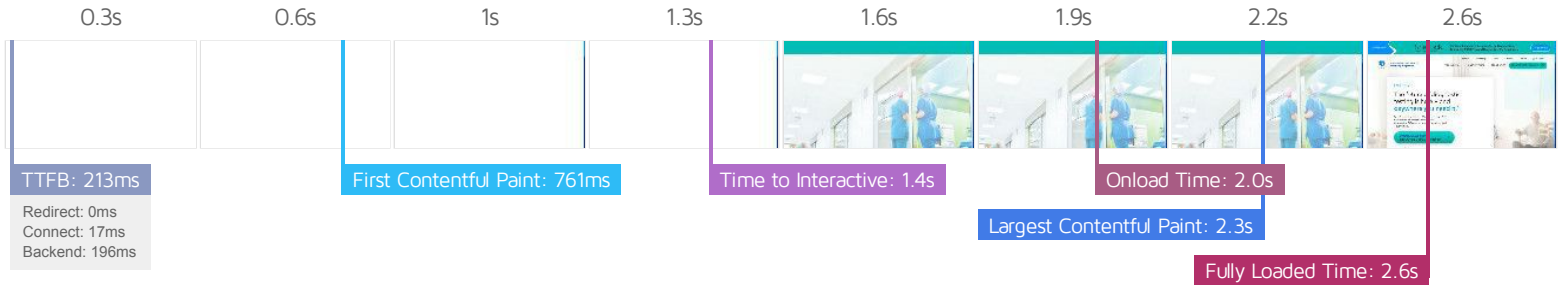 0.3s
0.6s
1s
1.3s
1.6s
1.9s
2.2s
2.6s
TTFB: 213ms
First Contentful Paint: 761ms
Time to Interactive: 1.4s
Onload Time: 2.0s
Redirect: 0ms
Connect: 17ms
Backend: 196ms
Largest Contentful Paint: 2.3s
Fully Loaded Time: 2.6s